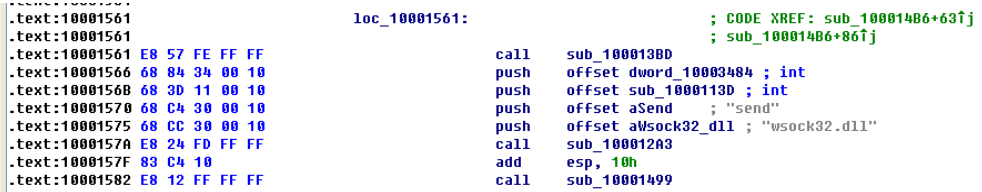 .text:10001561 loc_10001561: ; CODE XREF: sub_100014B6+63↑j
.text:10001561 ; sub_100014B6+86↑j
.text:10001561 E8 57 FE FF FF call sub_100013BD
.text:10001566 68 84 34 00 10 push offset dword_10003484 ; int
.text:1000156B 68 3D 11 00 10 push offset sub_1000113D ; int
.text:10001570 68 C4 30 00 10 push offset aSend ; "send"
.text:10001575 68 CC 30 00 10 push offset aWsock32_dll ; "wsock32.dll"
.text:1000157A E8 24 FD FF FF call sub_100012A3
.text:1000157F 83 C4 10 add esp, 10h
.text:10001582 E8 12 FF FF FF call sub_10001499